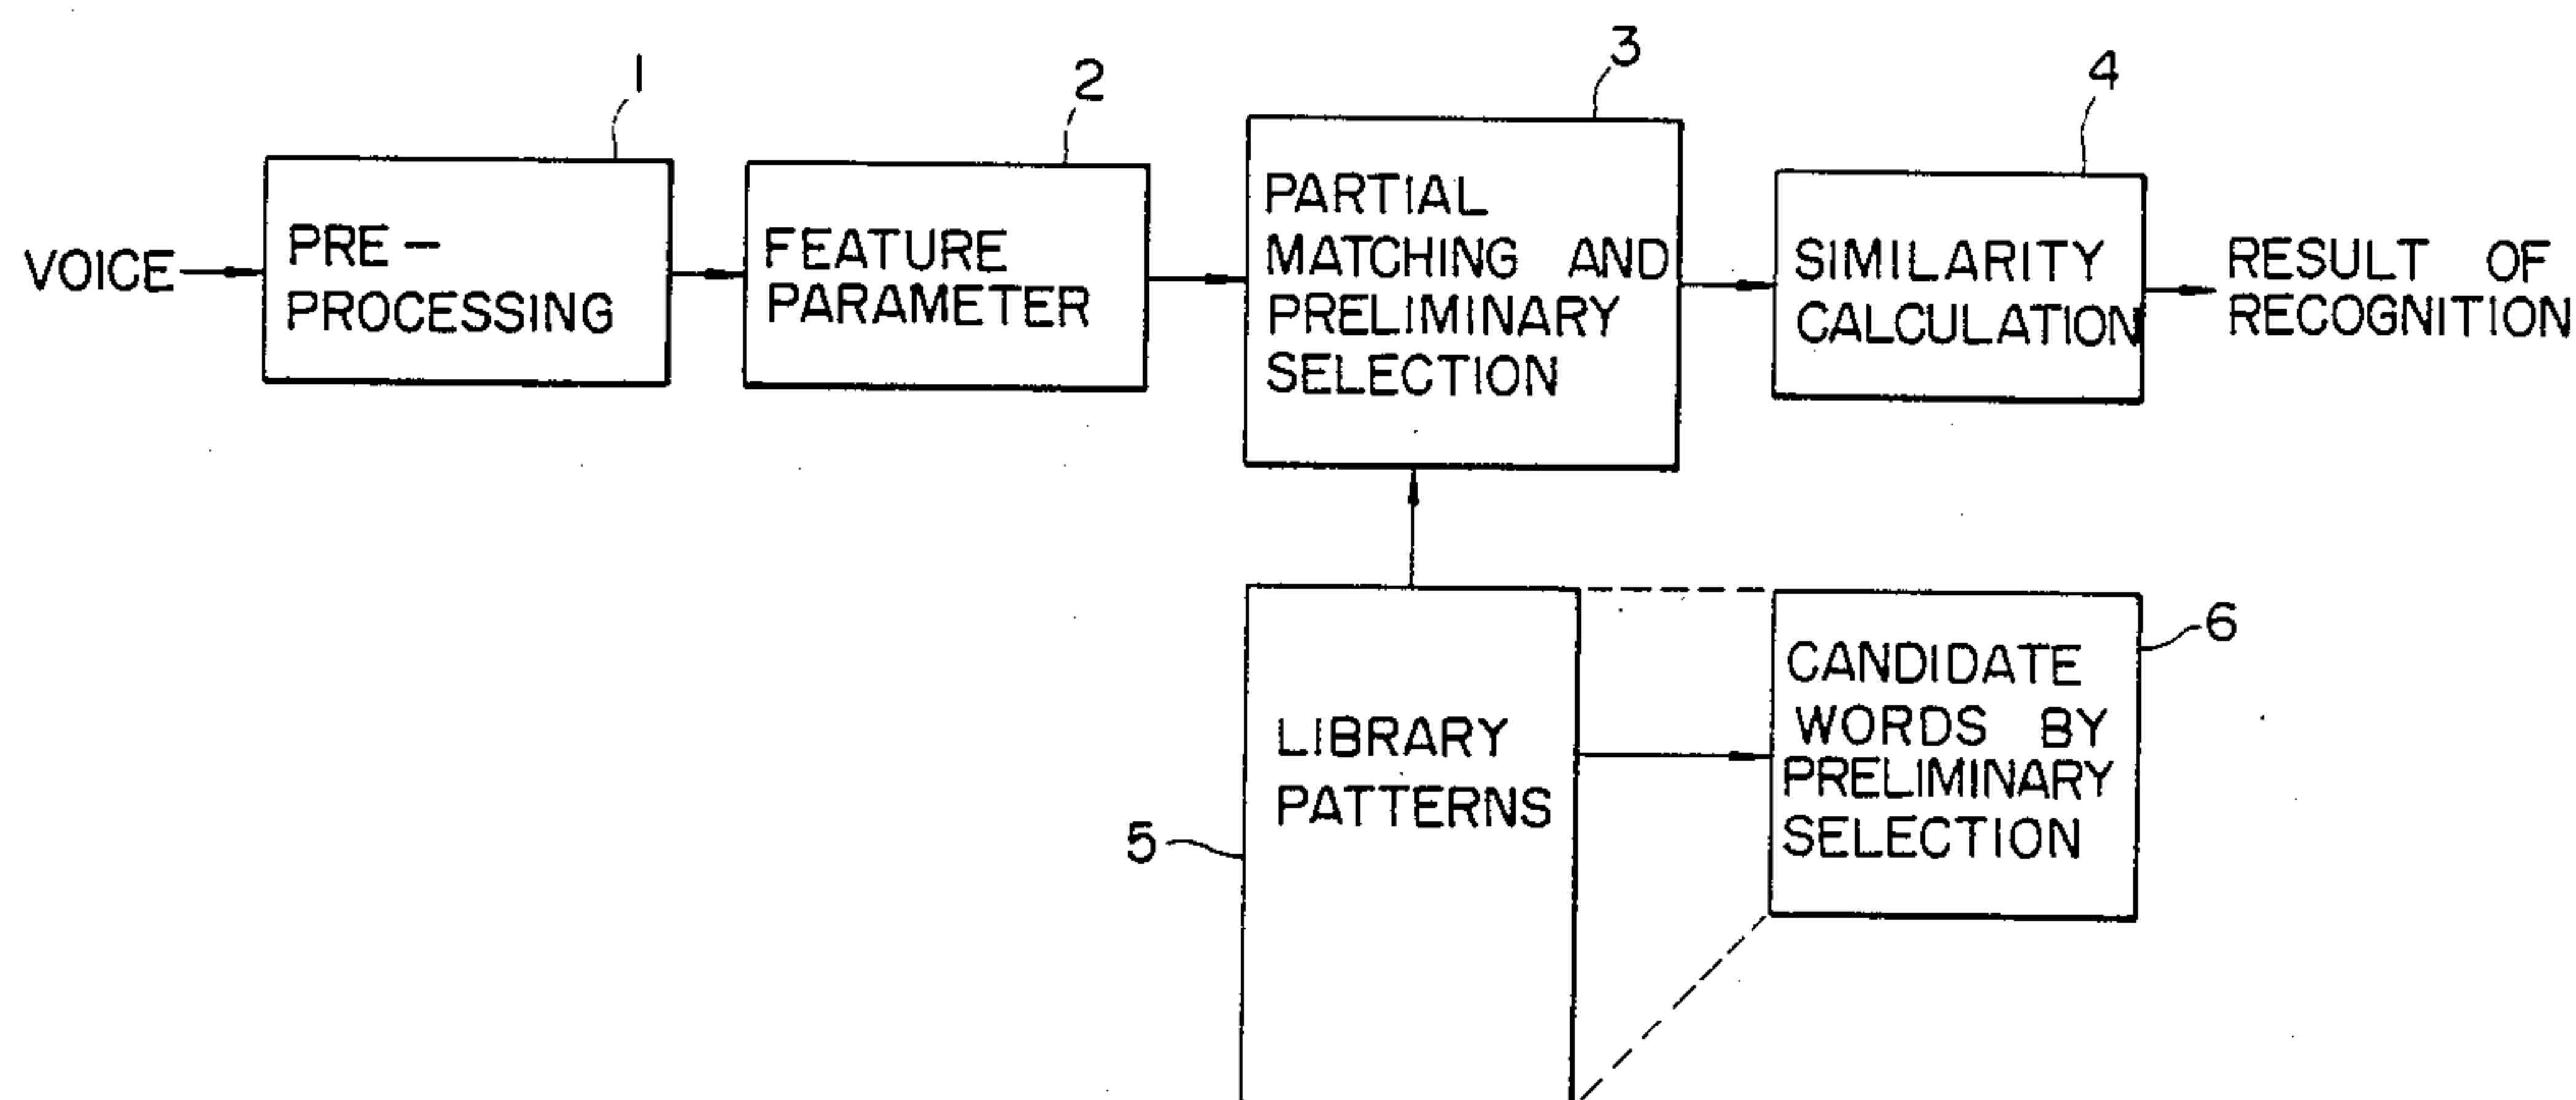 1
2
3
4
VOICE
PRE-
PROCESSING
FEATURE
PARAMETER
PARTIAL
MATCHING AND
PRELIMINARY
SELECTION
SIMILARITY
CALCULATION
RESULT OF
RECOGNITION
5
LIBRARY
PATTERNS
6
CANDIDATE
WORDS BY
PRELIMINARY
SELECTION